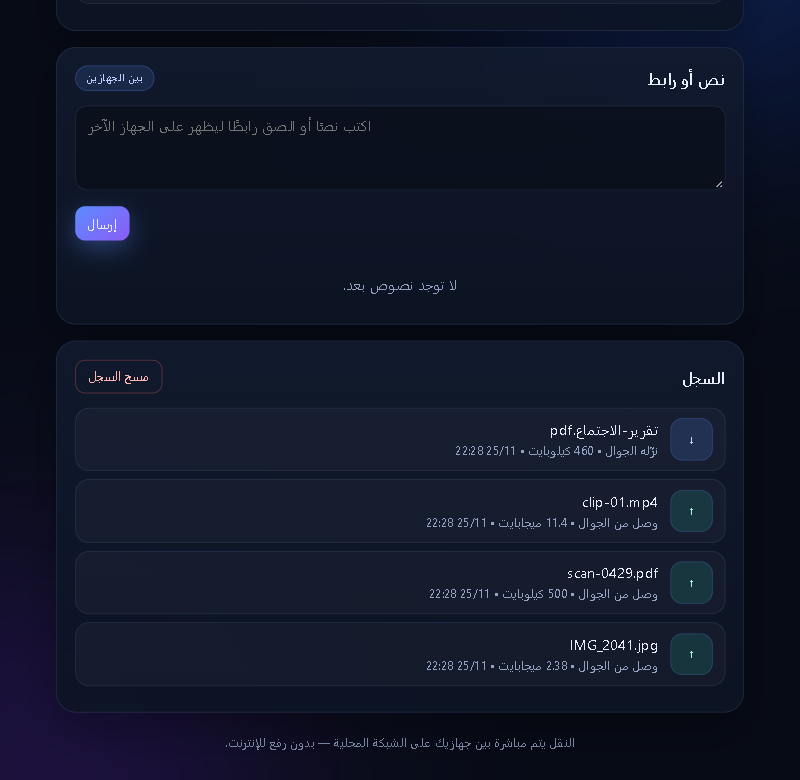 نص أو رابط
بين الجهازين
اكتب نصًا أو الصق رابطًا ليظهر على الجهاز الآخر
إرسال
لا توجد نصوص بعد.
السجل
مسح السجل
↓
تقرير-الاجتماع.pdf
نزّله الجوال • 460 كيلوبايت • 25/11 22:28
↑
clip-01.mp4
وصل من الجوال • 11.4 ميجابايت • 25/11 22:28
↑
scan-0429.pdf
وصل من الجوال • 500 كيلوبايت • 25/11 22:28
↑
IMG_2041.jpg
وصل من الجوال • 2.38 ميجابايت • 25/11 22:28
النقل يتم مباشرة بين جهازيك على الشبكة المحلية — بدون رفع للإنترنت.